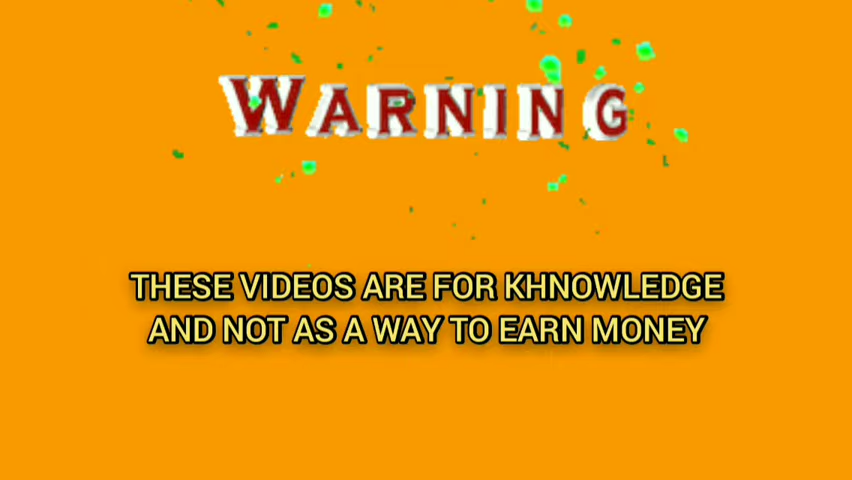 WARNING
THESE VIDEOS ARE FOR KHNOWLEDGE
AND NOT AS A WAY TO EARN MONEY